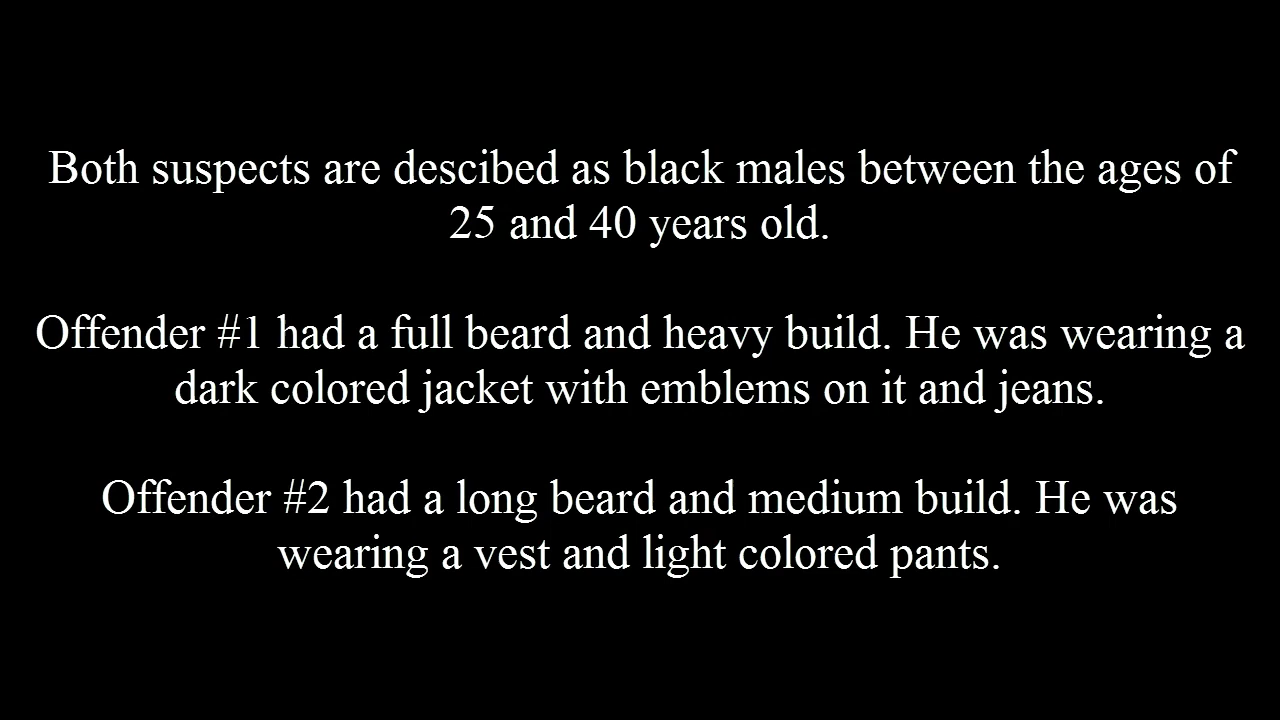 Both suspects are descibed as black males between the ages of
25 and 40 years old.
Offender #1 had a full beard and heavy build. He was wearing a
dark colored jacket with emblems on it and jeans.
Offender #2 had a long beard and medium build. He was
wearing a vest and light colored pants.